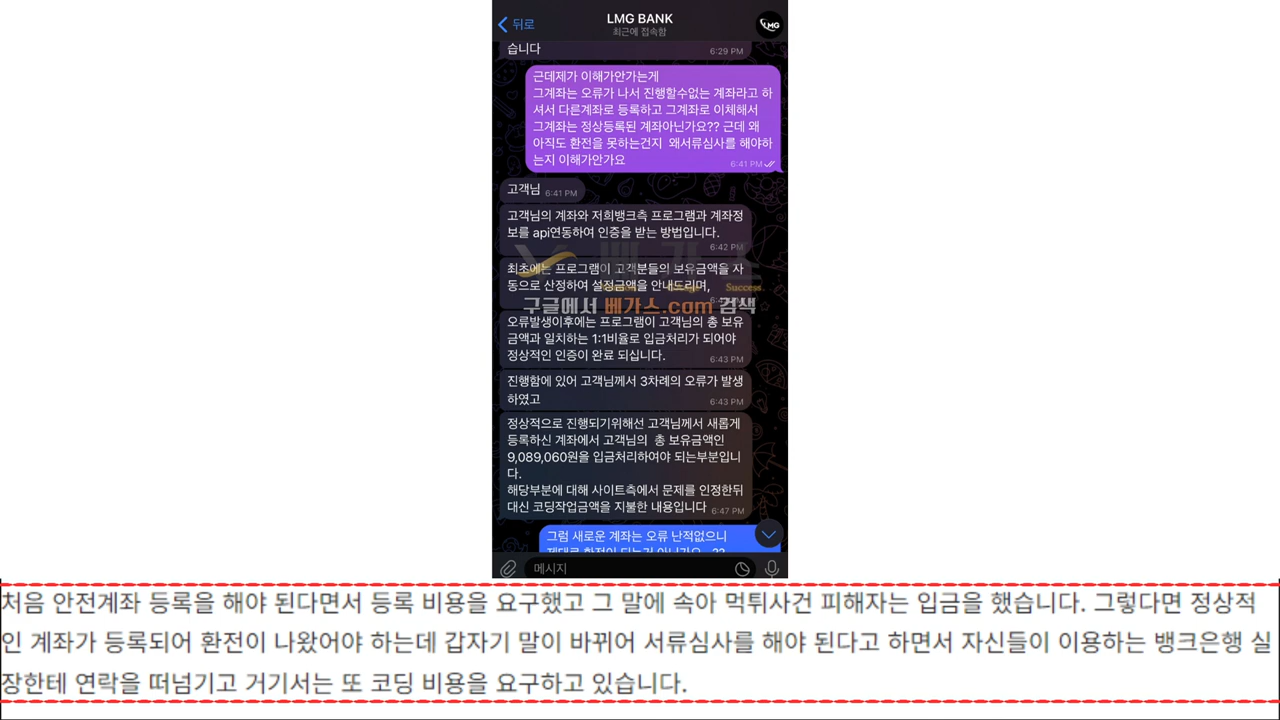 뒤로
LMG BANK
최근에 접속함
LMG
습니다
6:29 PM
근데제가 이해가안가는게
그계좌는 오류가 나서 진행할수없는 계좌라고 하
셔서 다른계좌로 등록하고 그계좌로 이체해서
그계좌는 정상등록된 계좌아닌가요?? 근데 왜
아직도 환전을 못하는건지 왜서류심사를 해야하
는지 이해가안가요
6:41 PM
고객님 6:41 PM
고객님의 계좌와 저희뱅크측 프로그램과 계좌정
보를 api연동하여 인증을 받는 방법입니다.
6:42 PM
베가스
최초에는 프로그램이 고객분들의 보유금액을 자
동으로 산정하여 설정금액을 안내드리며,
Success
구글에서 베가스.com 검색
오류발생이후에는 프로그램이 고객님의 총 보유
금액과 일치하는 1:1비율로 입금처리가 되어야
정상적인 인증이 완료 되십니다.
6:43 PM
진행함에 있어 고객님께서 3차례의 오류가 발생
하였고
6:43 PM
정상적으로 진행되기위해선 고객님께서 새롭게
등록하신 계좌에서 고객님의 총 보유금액인
9,089,060원을 입금처리하여야 되는부분입니
다.
해당부분에 대해 사이트측에서 문제를 인정한뒤
대신 코딩작업금액을 지불한 내용입니다 6:47 PM
그럼 새로운 계좌는 오류 난적없으니
메시지
처음 안전계좌 등록을 해야 된다면서 등록 비용을 요구했고 그 말에 속아 먹튀사건 피해자는 입금을 했습니다. 그렇다면 정상적
인 계좌가 등록되어 환전이 나왔어야 하는데 갑자기 말이 바뀌어 서류심사를 해야 된다고 하면서 자신들이 이용하는 뱅크은행 실
장한테 연락을 떠넘기고 거기서는 또 코딩 비용을 요구하고 있습니다.